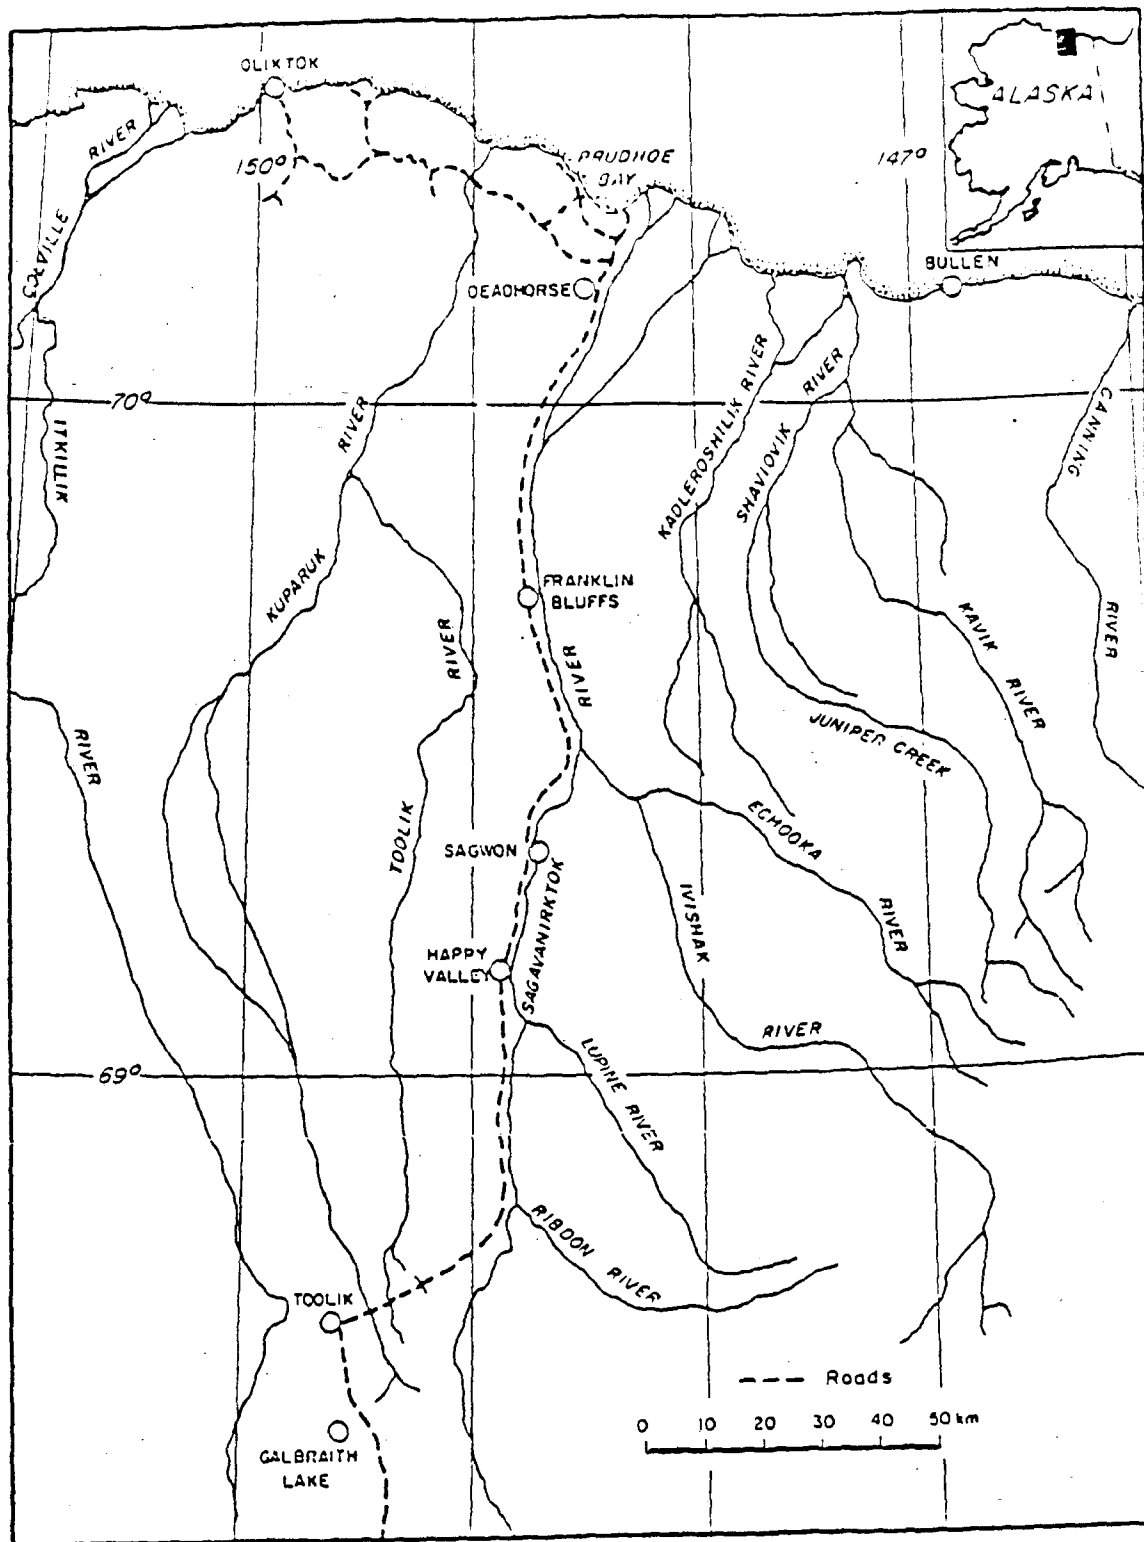 OLIKTOK
ALASKA
RIVER
150°
PRUDHOE
BAY
147°
COLVILLE
BULLEN
DEADHORSE
70°
ITKILLIK
RIVER
KADLEROSHILIK RIVER
SHAVIOVIK RIVER
CANNING
RIVER
KUPARUK
RIVER
FRANKLIN
BLUFFS
RIVER
KAVIK RIVER
RIVER
JUNIPER CREEK
TOOLIK
SAGWON
ECHOOKA
RIVER
IVISHAK
RIVER
HAPPY
VALLEY
SAGAVANIRKTOK
69°
LUPINE RIVER
RIBDON RIVER
TOOLIK
Roads
0 10 20 30 40 50 km
GALBRAITH
LAKE